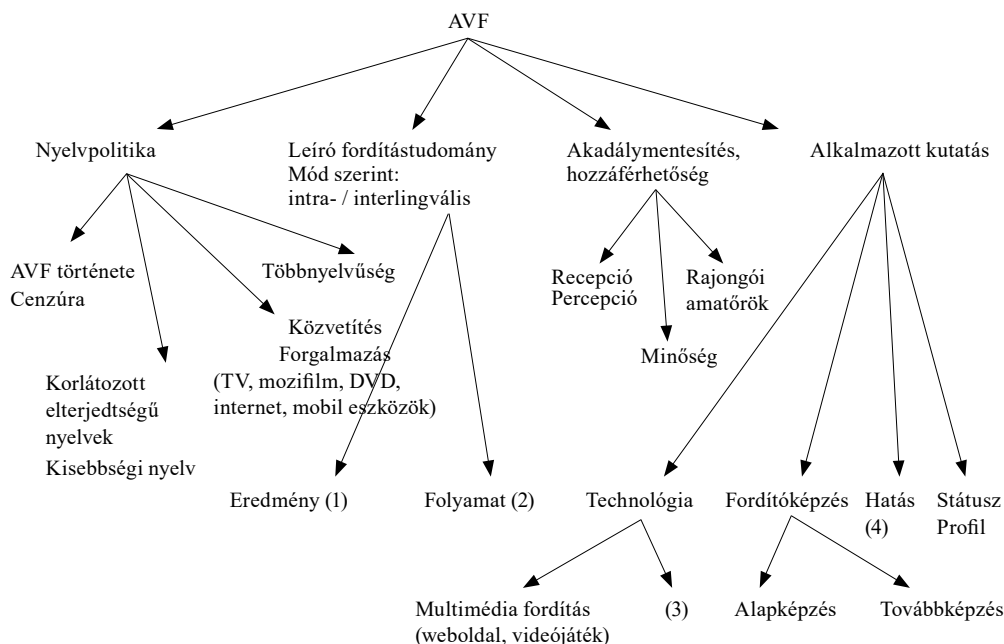 AVF
Nyelvpolitika
Leíró fordítástudomány
Mód szerint:
intra- / interlingvális
Akadálymentesítés,
hozzáférhetőség
Alkalmazott kutatás
AVF története
Cenzúra
Többnyelvűség
Recepció
Percepció
Rajongói
amatőrök
Közvetítés
Forgalmazás
(TV, mozifilm, DVD,
internet, mobil eszközök)
Minőség
Korlátozott
elterjedtségű
nyelvek
Kisebbségi nyelv
Eredmény (1)
Folyamat (2)
Technológia
Fordítóképzés
Hatás
(4)
Státusz
Profil
Multimédia fordítás
(weboldal, videójáték)
(3)
Alapképzés
Továbbképzés